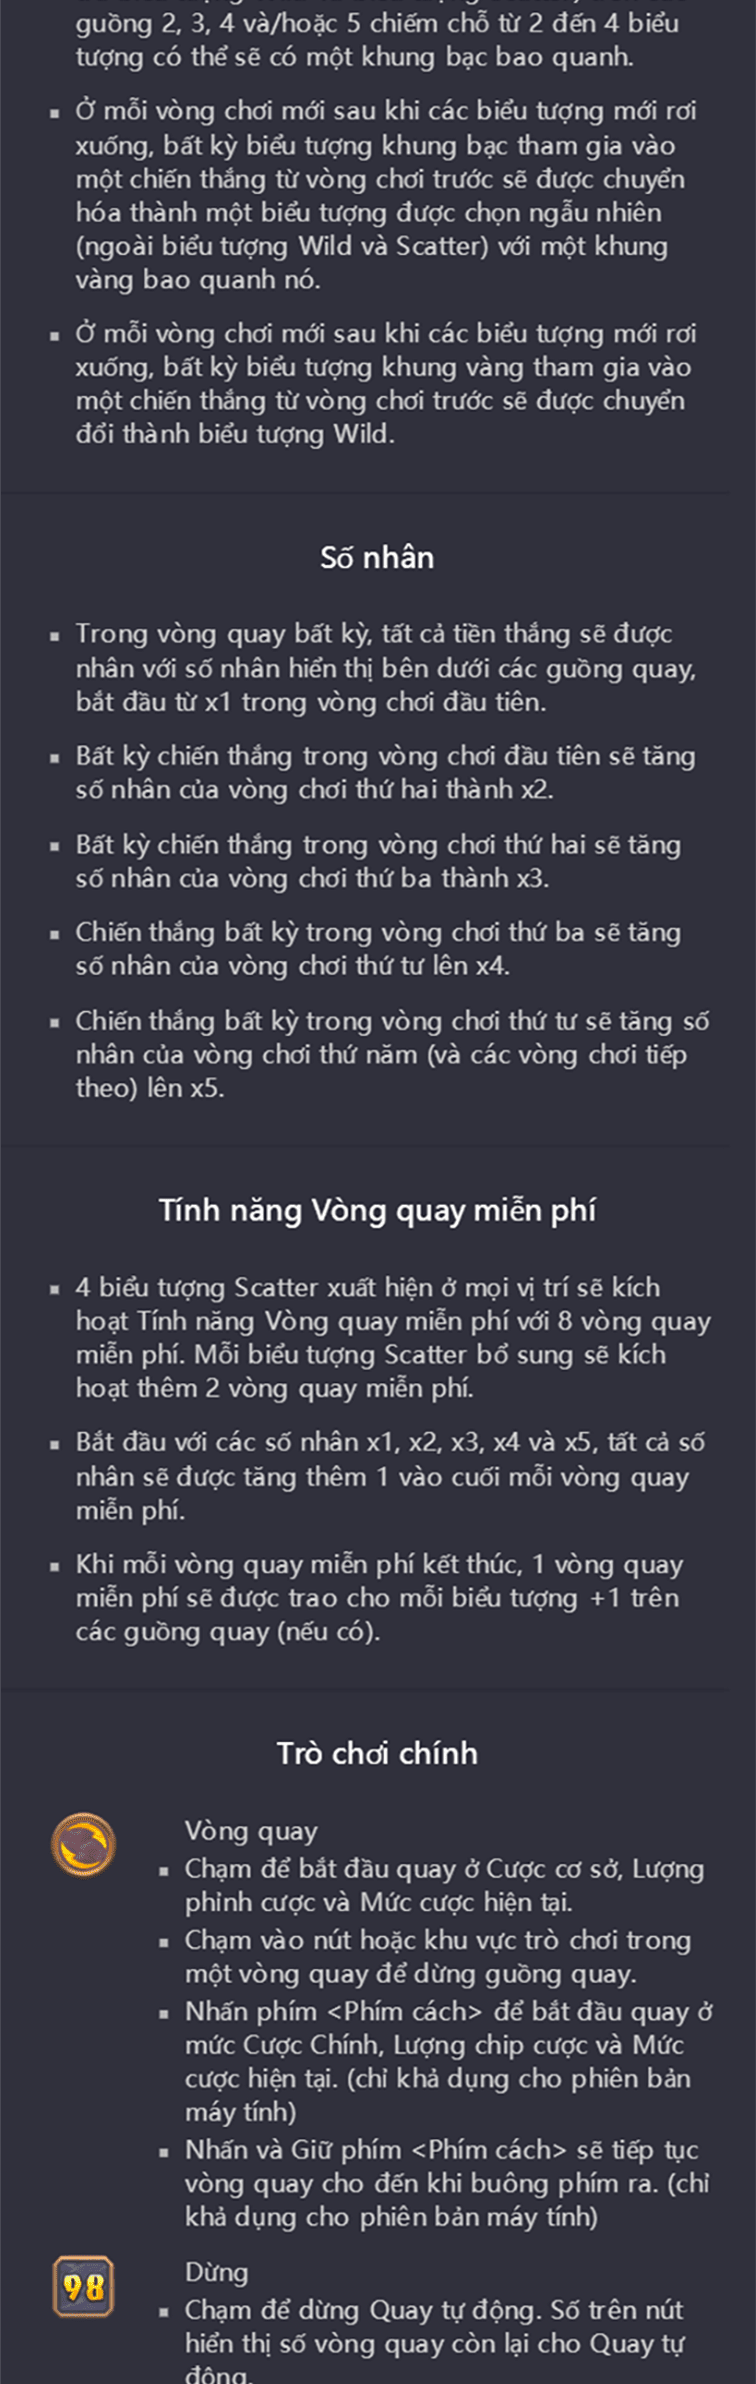 guồng 2, 3, 4 và/hoặc 5 chiếm chỗ từ 2 đến 4 biểu
tượng có thể sẽ có một khung bạc bao quanh.
▪ Ở mỗi vòng chơi mới sau khi các biểu tượng mới rơi
xuống, bất kỳ biểu tượng khung bạc tham gia vào
một chiến thắng từ vòng chơi trước sẽ được chuyển
hóa thành một biểu tượng được chọn ngẫu nhiên
(ngoài biểu tượng Wild và Scatter) với một khung
vàng bao quanh nó.
▪ Ở mỗi vòng chơi mới sau khi các biểu tượng mới rơi
xuống, bất kỳ biểu tượng khung vàng tham gia vào
một chiến thắng từ vòng chơi trước sẽ được chuyển
đổi thành biểu tượng Wild.
Số nhân
▪ Trong vòng quay bất kỳ, tất cả tiền thắng sẽ được
nhân với số nhân hiển thị bên dưới các guồng quay,
bắt đầu từ x1 trong vòng chơi đầu tiên.
▪ Bất kỳ chiến thắng trong vòng chơi đầu tiên sẽ tăng
số nhân của vòng chơi thứ hai thành x2.
▪ Bất kỳ chiến thắng trong vòng chơi thứ hai sẽ tăng
số nhân của vòng chơi thứ ba thành x3.
▪ Chiến thắng bất kỳ trong vòng chơi thứ ba sẽ tăng
số nhân của vòng chơi thứ tư lên x4.
▪ Chiến thắng bất kỳ trong vòng chơi thứ tư sẽ tăng số
nhân của vòng chơi thứ năm (và các vòng chơi tiếp
theo) lên x5.
Tính năng Vòng quay miễn phí
▪ 4 biểu tượng Scatter xuất hiện ở mọi vị trí sẽ kích
hoạt Tính năng Vòng quay miễn phí với 8 vòng quay
miễn phí. Mỗi biểu tượng Scatter bổ sung sẽ kích
hoạt thêm 2 vòng quay miễn phí.
▪ Bắt đầu với các số nhân x1, x2, x3, x4 và x5, tất cả số
nhân sẽ được tăng thêm 1 vào cuối mỗi vòng quay
miễn phí.
▪ Khi mỗi vòng quay miễn phí kết thúc, 1 vòng quay
miễn phí sẽ được trao cho mỗi biểu tượng +1 trên
các guồng quay (nếu có).
Trò chơi chính
Vòng quay
▪ Chạm để bắt đầu quay ở Cược cơ sở, Lượng
phỉnh cược và Mức cược hiện tại.
▪ Chạm vào nút hoặc khu vực trò chơi trong
một vòng quay để dừng guồng quay.
▪ Nhấn phím <Phím cách> để bắt đầu quay ở
mức Cược Chính, Lượng chip cược và Mức
cược hiện tại. (chỉ khả dụng cho phiên bản
máy tính)
▪ Nhấn và Giữ phím <Phím cách> sẽ tiếp tục
vòng quay cho đến khi buông phím ra. (chỉ
khả dụng cho phiên bản máy tính)
98
Dừng
▪ Chạm để dừng Quay tự động. Số trên nút
hiển thị số vòng quay còn lại cho Quay tự
động.